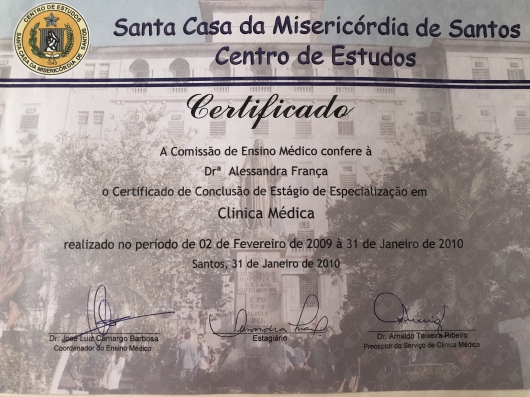 CENTRO DE ESTUDOS
SANTA CASA DA MISERICÓRDIA DE SANTOS
Santa Casa da Misericórdia de Santos
Centro de Estudos
Certificado
A Comissão de Ensino Médico confere à
Drª Alessandra França
o Certificado de Conclusão de Estágio de Especialização em
Clinica Médica
realizado no período de 02 de Fevereiro de 2009 à 31 de Janeiro de 2010
Santos, 31 de Janeiro de 2010
Dr. José Luiz Camargo Barbosa
Coordenador do Ensino Médico
Estagiário
Dr. Arnaldo Teixeira Ribeiro
Preceptor do Serviço de Clínica Médica